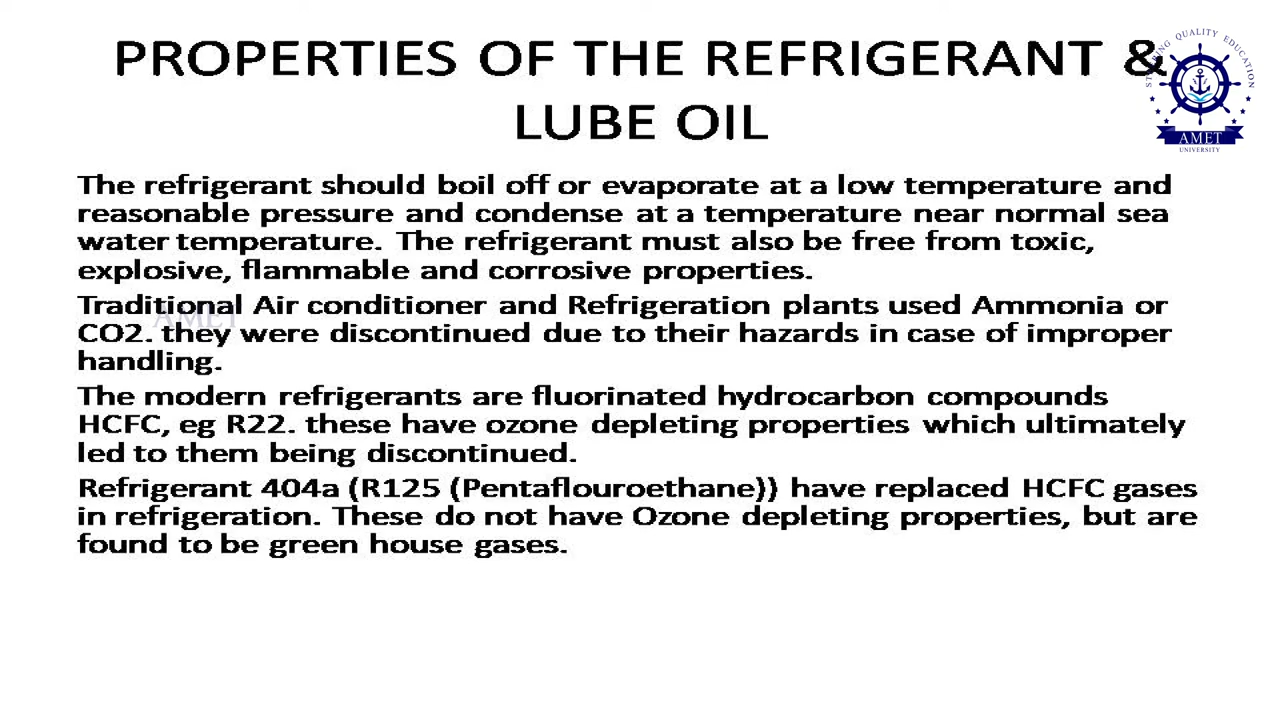 PROPERTIES OF THE REFRIGERANT &
LUBE OIL
STRIVING QUALITY EDUCATION
AMET
UNIVERSITY
The refrigerant should boil off or evaporate at a low temperature and
reasonable pressure and condense at a temperature near normal sea
water temperature. The refrigerant must also be free from toxic,
explosive, flammable and corrosive properties.
Traditional Air conditioner and Refrigeration plants used Ammonia or
AMET
CO2. they were discontinued due to their hazards in case of improper
handling.
The modern refrigerants are fluorinated hydrocarbon compounds
HCFC, eg R22. these have ozone depleting properties which ultimately
led to them being discontinued.
Refrigerant 404a (R125 (Pentaflouroethane)) have replaced HCFC gases
in refrigeration. These do not have Ozone depleting properties, but are
found to be green house gases.